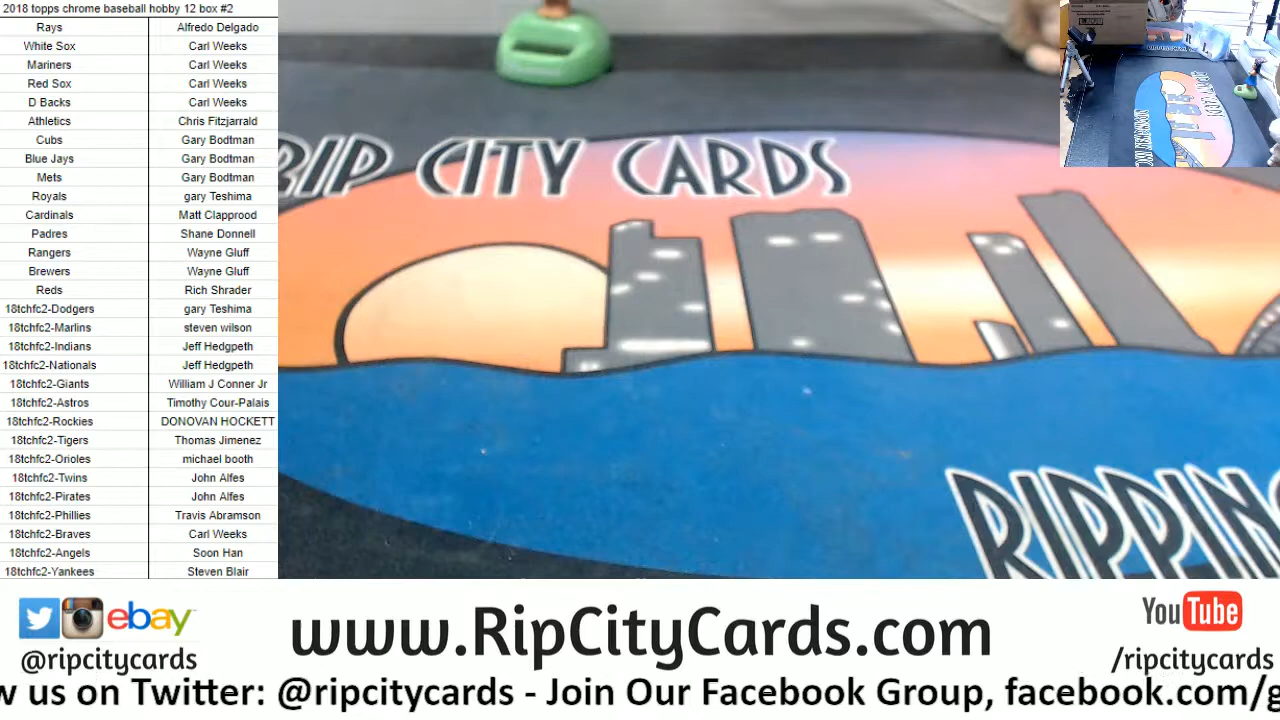 2018 topps chrome baseball hobby 12 box #2
Rays Alfredo Delgado
White Sox Carl Weeks
Mariners Carl Weeks
Red Sox Carl Weeks
D Backs Carl Weeks
Athletics Chris Fitzjarrald
Cubs Gary Bodtman
Blue Jays Gary Bodtman
Mets Gary Bodtman
Royals gary Teshima
Cardinals Matt Clapprood
Padres Shane Donnell
Rangers Wayne Gluff
Brewers Wayne Gluff
Reds Rich Shrader
18tchfc2-Dodgers gary Teshima
18tchfc2-Marlins steven wilson
18tchfc2-Indians Jeff Hedgpeth
18tchfc2-Nationals Jeff Hedgpeth
18tchfc2-Giants William J Conner Jr
18tchfc2-Astros Timothy Cour-Palais
18tchfc2-Rockies DONOVAN HOCKETT
18tchfc2-Tigers Thomas Jimenez
18tchfc2-Orioles michael booth
18tchfc2-Twins John Alfes
18tchfc2-Pirates John Alfes
18tchfc2-Phillies Travis Abramson
18tchfc2-Braves Carl Weeks
18tchfc2-Angels Soon Han
18tchfc2-Yankees Steven Blair
RIP CITY CARDS
RIPPING
ebay
@ripcitycards
www.RipCityCards.com
YouTube
/ripcitycards
w us on Twitter: @ripcitycards - Join Our Facebook Group, facebook.com/g